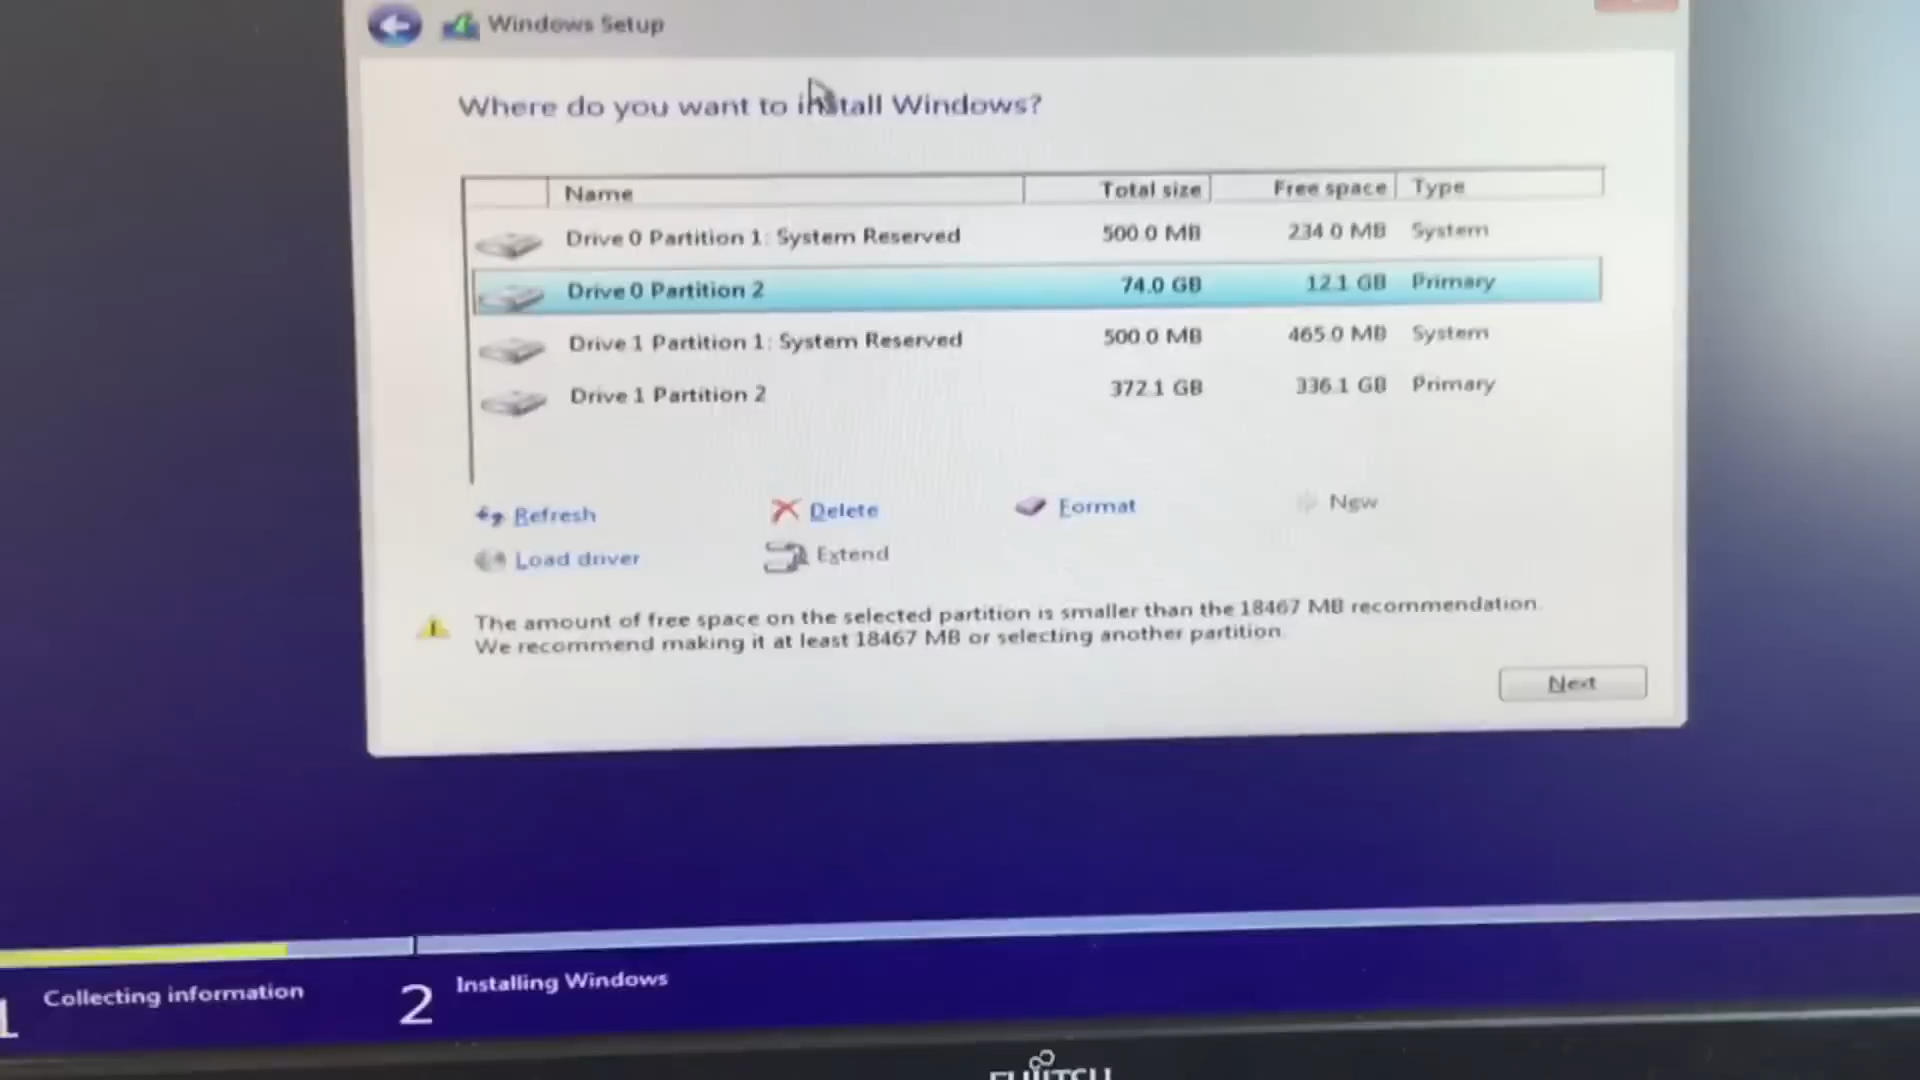 Windows Setup
Where do you want to install Windows?
Name Total size Free space Type
Drive 0 Partition 1: System Reserved 500.0 MB 234.0 MB System
Drive 0 Partition 2 74.0 GB 12.1 GB Primary
Drive 1 Partition 1: System Reserved 500.0 MB 465.0 MB System
Drive 1 Partition 2 372.1 GB 336.1 GB Primary
Refresh Delete Format New
Load driver Extend
The amount of free space on the selected partition is smaller than the 18467 MB recommendation.
We recommend making it at least 18467 MB or selecting another partition.
Next
1 Collecting information 2 Installing Windows
FUJITSU